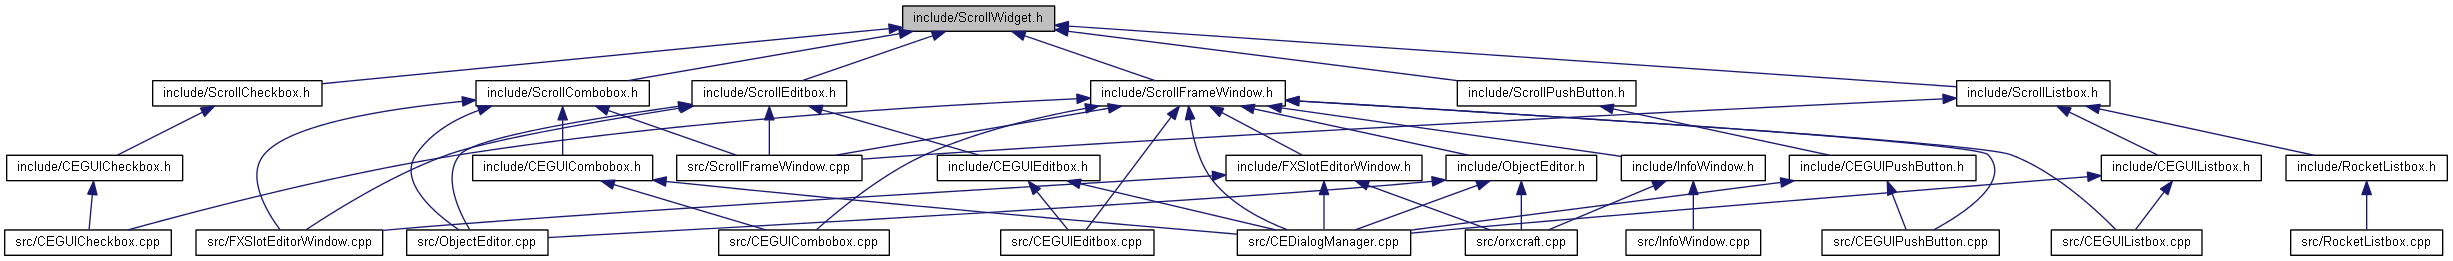 include/ScrollWidget.h
include/ScrollCheckbox.h
include/ScrollCombobox.h
include/ScrollEditbox.h
include/ScrollFrameWindow.h
include/ScrollPushButton.h
include/ScrollListbox.h
include/CEGUICheckbox.h
include/CEGUICombobox.h
src/ScrollFrameWindow.cpp
include/CEGUIEditbox.h
include/FXSlotEditorWindow.h
include/ObjectEditor.h
include/InfoWindow.h
include/CEGUIPushButton.h
include/CEGUIListbox.h
include/RocketListbox.h
src/CEGUICheckbox.cpp
src/FXSlotEditorWindow.cpp
src/ObjectEditor.cpp
src/CEGUICombobox.cpp
src/CEGUIEditbox.cpp
src/CEDialogManager.cpp
src/orxcraft.cpp
src/InfoWindow.cpp
src/CEGUIPushButton.cpp
src/CEGUIListbox.cpp
src/RocketListbox.cpp